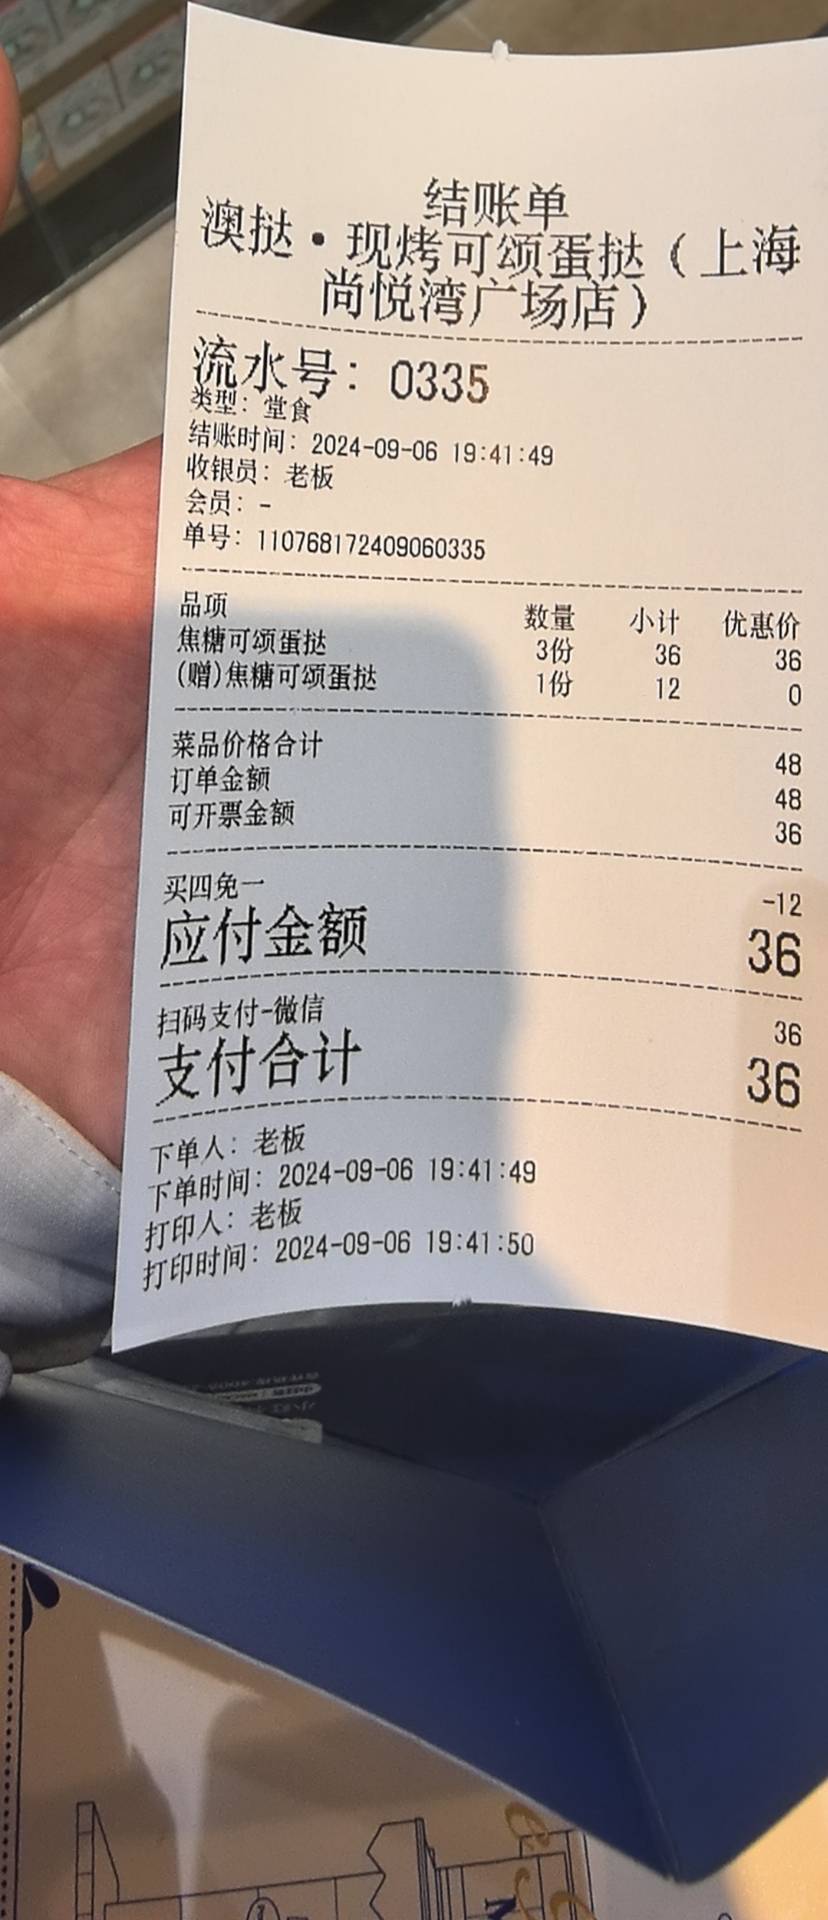 结账单
澳挞·现烤可颂蛋挞（上海
尚悦湾广场店）
流水号：0335
类型：堂食
结账时间：2024-09-06 19:41:49
收银员：老板
会员：-
单号：110768172409060335
品项 数量 小计 优惠价
焦糖可颂蛋挞 3份 36 36
(赠)焦糖可颂蛋挞 1份 12 0
菜品价格合计 48
订单金额 48
可开票金额 36
买四免一 -12
应付金额 36
扫码支付-微信 36
支付合计 36
下单人：老板
下单时间：2024-09-06 19:41:49
打印人：老板
打印时间：2024-09-06 19:41:50